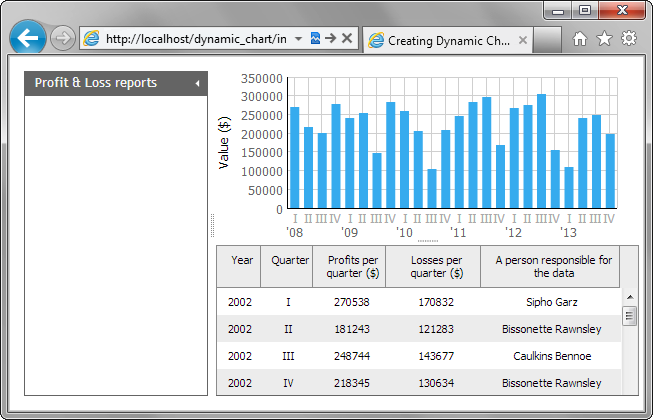 http://localhost/dynamic_chart/in
Creating Dynamic Ch...
Profit & Loss reports
Value ($)
350000
300000
250000
200000
150000
100000
50000
0
I II III IV I II III IV I II III IV I II III IV I II III IV I II III IV
'08 '09 '10 '11 '12 '13
Year Quarter Profits per quarter ($) Losses per quarter ($) A person responsible for the data
2002 I 270538 170832 Sipho Garz
2002 II 181243 121283 Bissonette Rawnsley
2002 III 248744 143677 Caulkins Bennoe
2002 IV 218345 130634 Bissonette Rawnsley